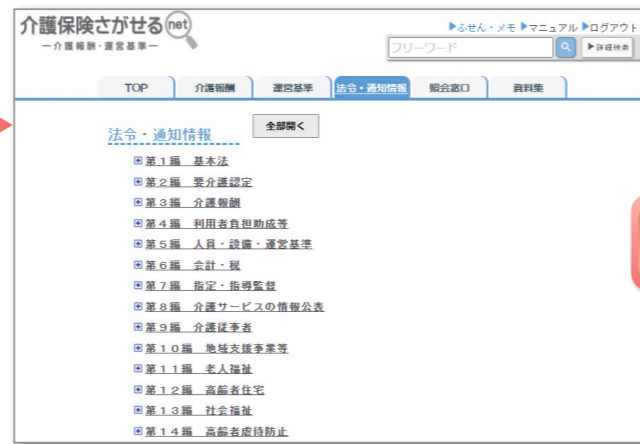 介護保険さがせるnet
ー介護報酬・運営基準ー
▶ふせん・メモ ▶マニュアル ▶ログアウト
フリーワード
▶詳細検索
TOP 介護報酬 運営基準 法令・通知情報 照会窓口 資料集
法令・通知情報 全部開く
第1編 基本法
第2編 要介護認定
第3編 介護報酬
第4編 利用者負担助成等
第5編 人員・設備・運営基準
第6編 会計・税
第7編 指定・指導監督
第8編 介護サービスの情報公表
第9編 介護従事者
第10編 地域支援事業等
第11編 老人福祉
第12編 高齢者住宅
第13編 社会福祉
第14編 高齢者虐待防止